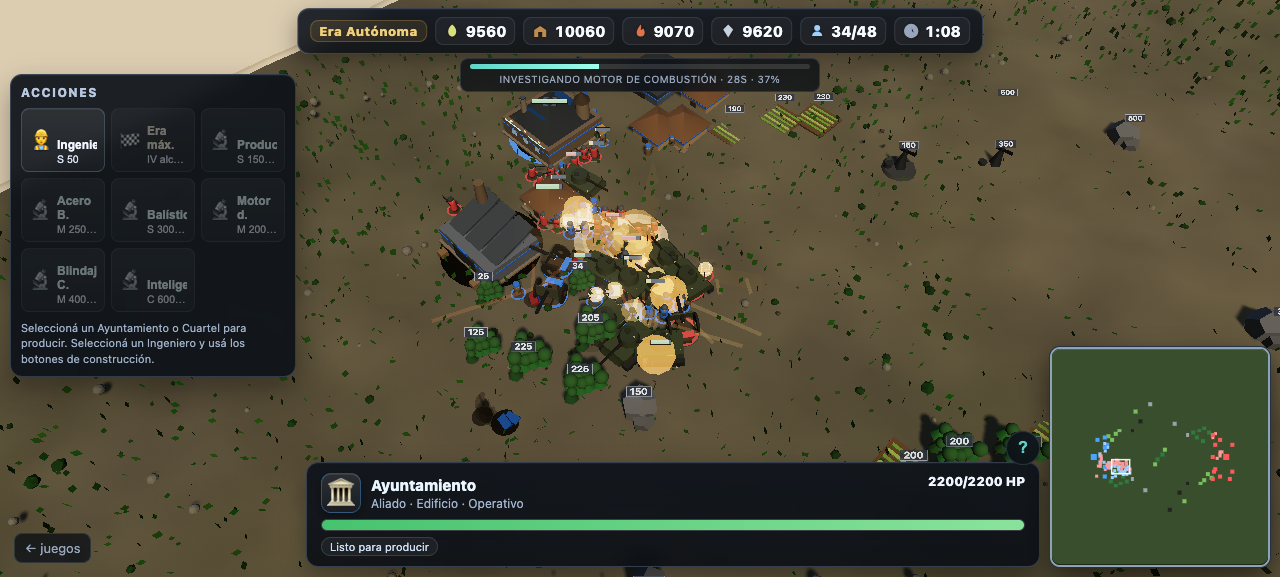 Era Autónoma
9560
10060
9070
9620
34/48
1:08
INVESTIGANDO MOTOR DE COMBUSTIÓN · 28S · 37%
ACCIONES
Ingenie
S 50
Era máx.
IV alc...
Produc
S 150...
Acero B.
M 250...
Balístic
S 300...
Motor d.
M 200...
Blindaj C.
M 400...
Intelige
C 600...
Seleccioná un Ayuntamiento o Cuartel para
producir. Seleccioná un Ingeniero y usá los
botones de construcción.
190
230
230
500
600
160
350
25
34
125
225
205
226
150
200
200
?
Ayuntamiento
2200/2200 HP
Aliado · Edificio · Operativo
Listo para producir
← juegos